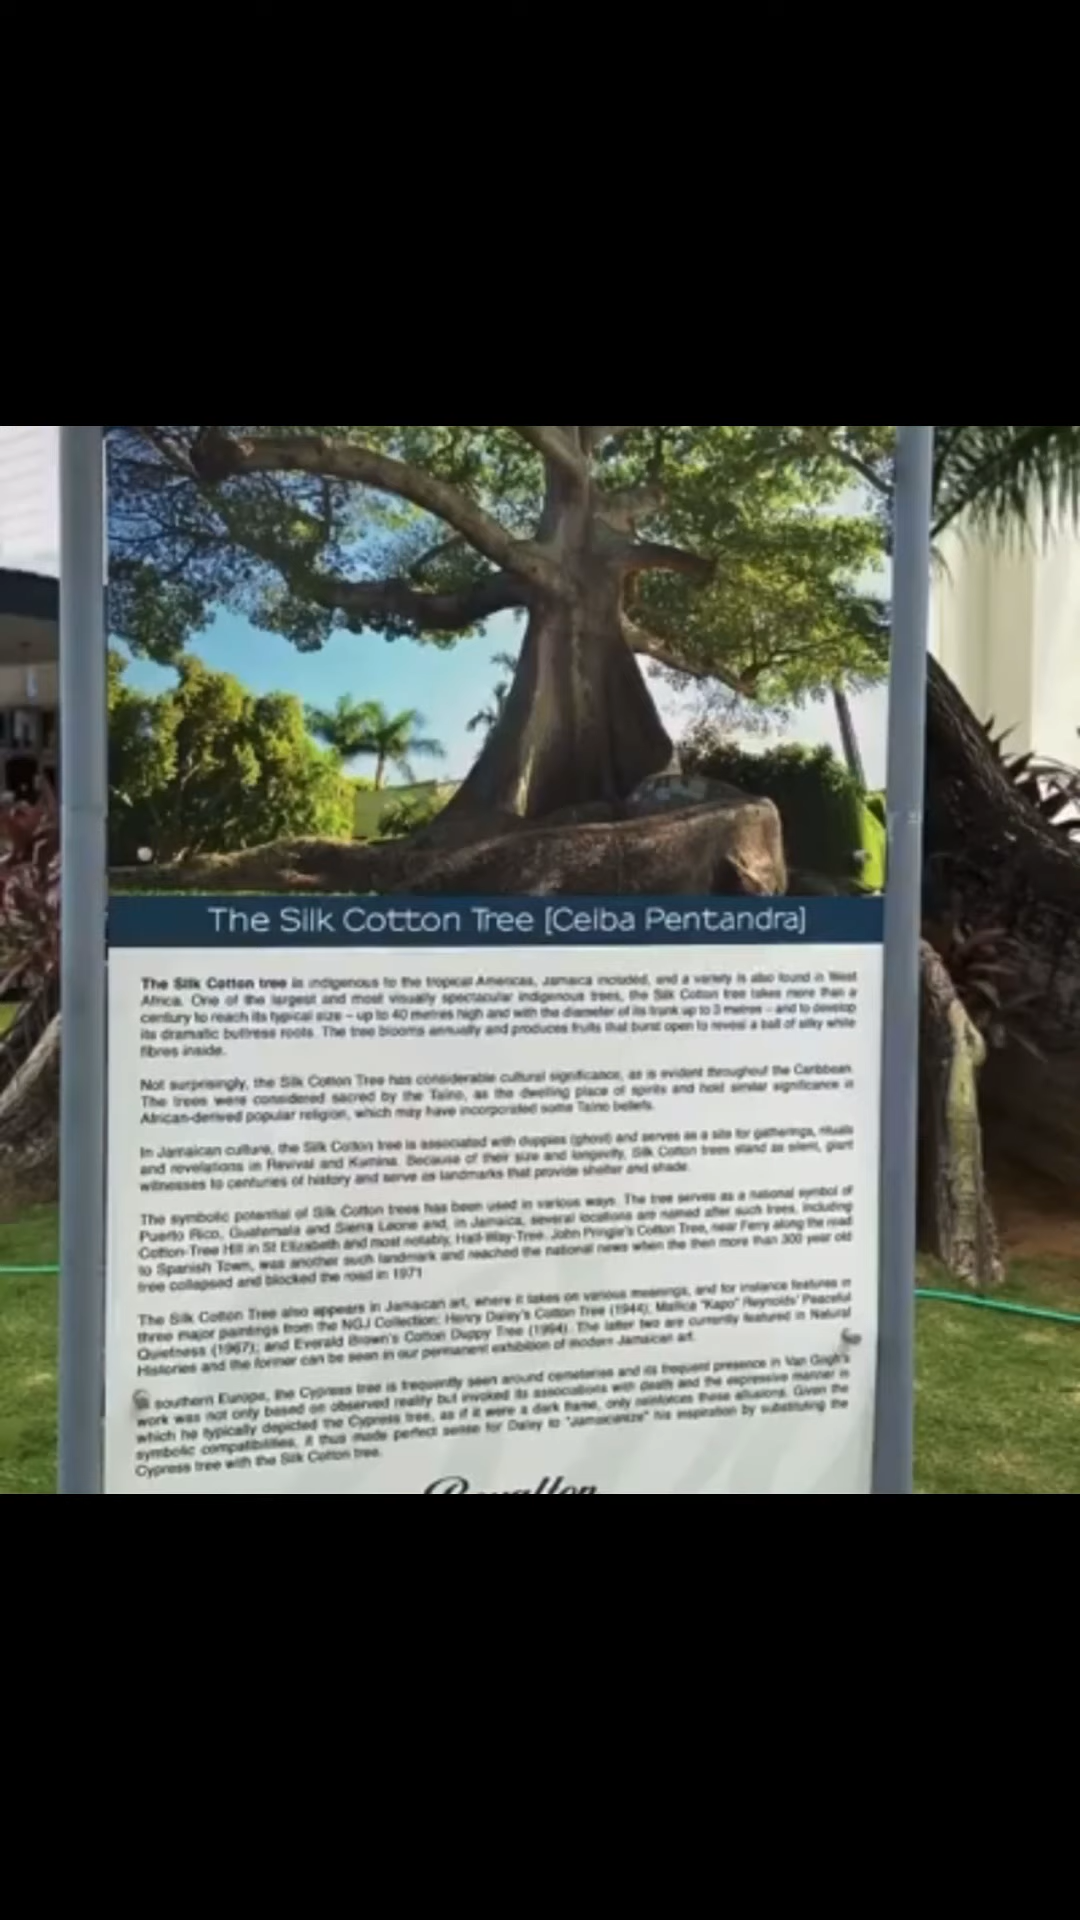 The Silk Cotton Tree [Ceiba Pentandra]
The Silk Cotton tree is indigenous to the tropical Americas, Jamaica included, and a variety is also found in West
Africa. One of the largest and most visually spectacular indigenous trees, the Silk Cotton tree takes more than a
century to reach its typical size – up to 40 metres high and with the diameter of its trunk up to 3 metres – and to develop
its dramatic buttress roots. The tree blooms annually and produces fruits that burst open to reveal a ball of silky white
fibres inside.
Not surprisingly, the Silk Cotton Tree has considerable cultural significance, as is evident throughout the Caribbean.
The trees were considered sacred by the Taino, as the dwelling place of spirits and hold similar significance in
African-derived popular religion, which may have incorporated some Taino beliefs.
In Jamaican culture, the Silk Cotton tree is associated with duppies (ghost) and serves as a site for gatherings, rituals
and revelations in Revival and Kumina. Because of their size and longevity, Silk Cotton trees stand as silent, giant
witnesses to centuries of history and serve as landmarks that provide shelter and shade.
The symbolic potential of Silk Cotton trees has been used in various ways. The tree serves as a national symbol of
Puerto Rico, Guatemala and Sierra Leone and, in Jamaica, several locations are named after such trees, including
Cotton-Tree Hill in St Elizabeth and most notably, Half-Way-Tree. John Pringle's Cotton Tree, near Ferry along the road
to Spanish Town, was another such landmark and reached the national news when the then more than 300 year old
tree collapsed and blocked the road in 1971
The Silk Cotton Tree also appears in Jamaican art, where it takes on various meanings, and for instance features in
three major paintings from the NGJ Collection: Henry Daley's Cotton Tree (1944); Mallica "Kapo" Reynolds' Peaceful
Quietness (1967); and Everald Brown's Cotton Duppy Tree (1994). The latter two are currently featured in Natural
Histories and the former can be seen in our permanent exhibition of modern Jamaican art.
southern Europe, the Cypress tree is frequently seen around cemeteries and its frequent presence in Van Gogh's
work was not only based on observed reality but invoked its associations with death and the expressive manner in
which he typically depicted the Cypress tree, as if it were a dark flame, only reinforces these allusions. Given the
symbolic compatibilities, it thus made perfect sense for Daley to "Jamaicanize" his inspiration by substituting the
Cypress tree with the Silk Cotton tree.
Royalton